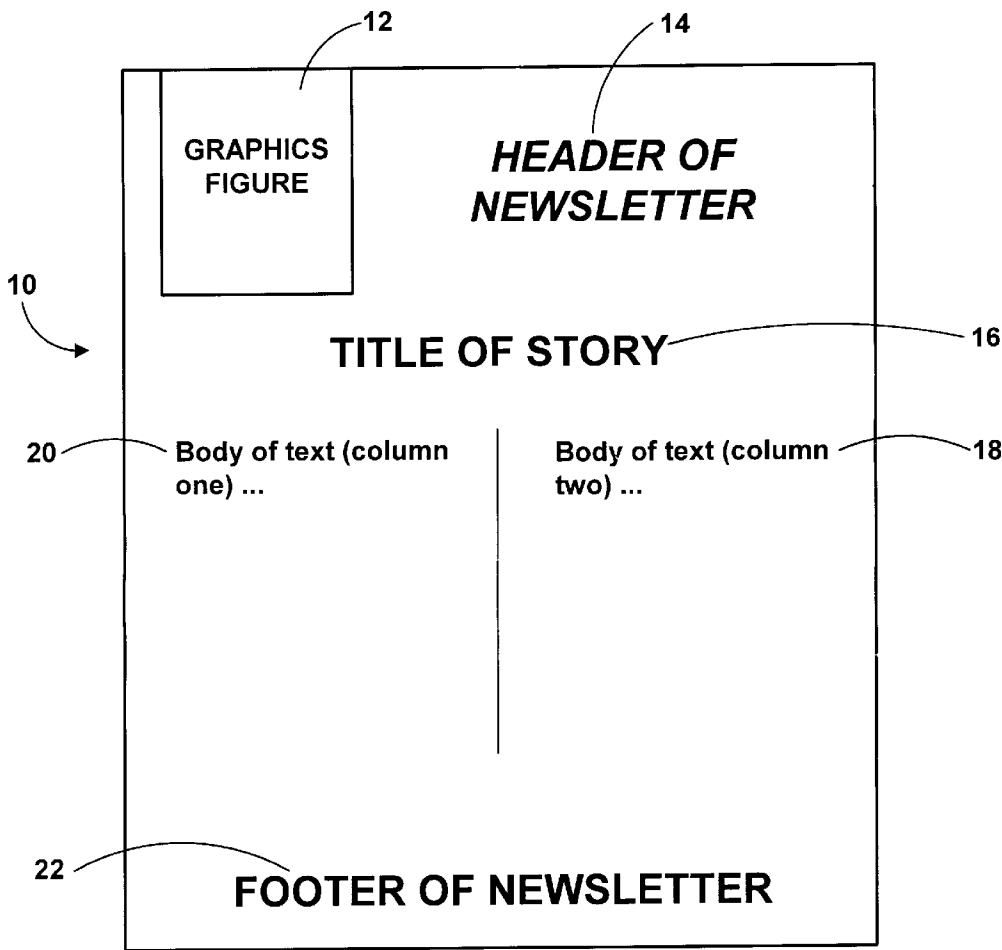 12
14
GRAPHICS
FIGURE
HEADER OF
NEWSLETTER
10
TITLE OF STORY
16
20
Body of text (column
one) ...
Body of text (column
two) ...
18
22
FOOTER OF NEWSLETTER